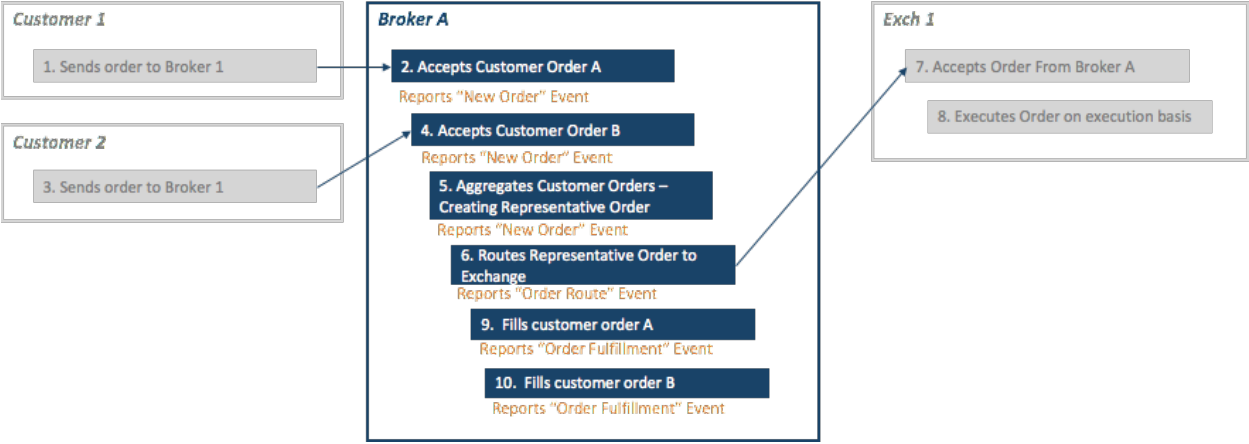 Customer 1
1. Sends order to Broker 1
Customer 2
3. Sends order to Broker 1
Broker A
2. Accepts Customer Order A
Reports "New Order" Event
4. Accepts Customer Order B
Reports "New Order" Event
5. Aggregates Customer Orders –
Creating Representative Order
Reports "New Order" Event
6. Routes Representative Order to
Exchange
Reports "Order Route" Event
9. Fills customer order A
Reports "Order Fulfillment" Event
10. Fills customer order B
Reports "Order Fulfillment" Event
Exch 1
7. Accepts Order From Broker A
8. Executes Order on execution basis